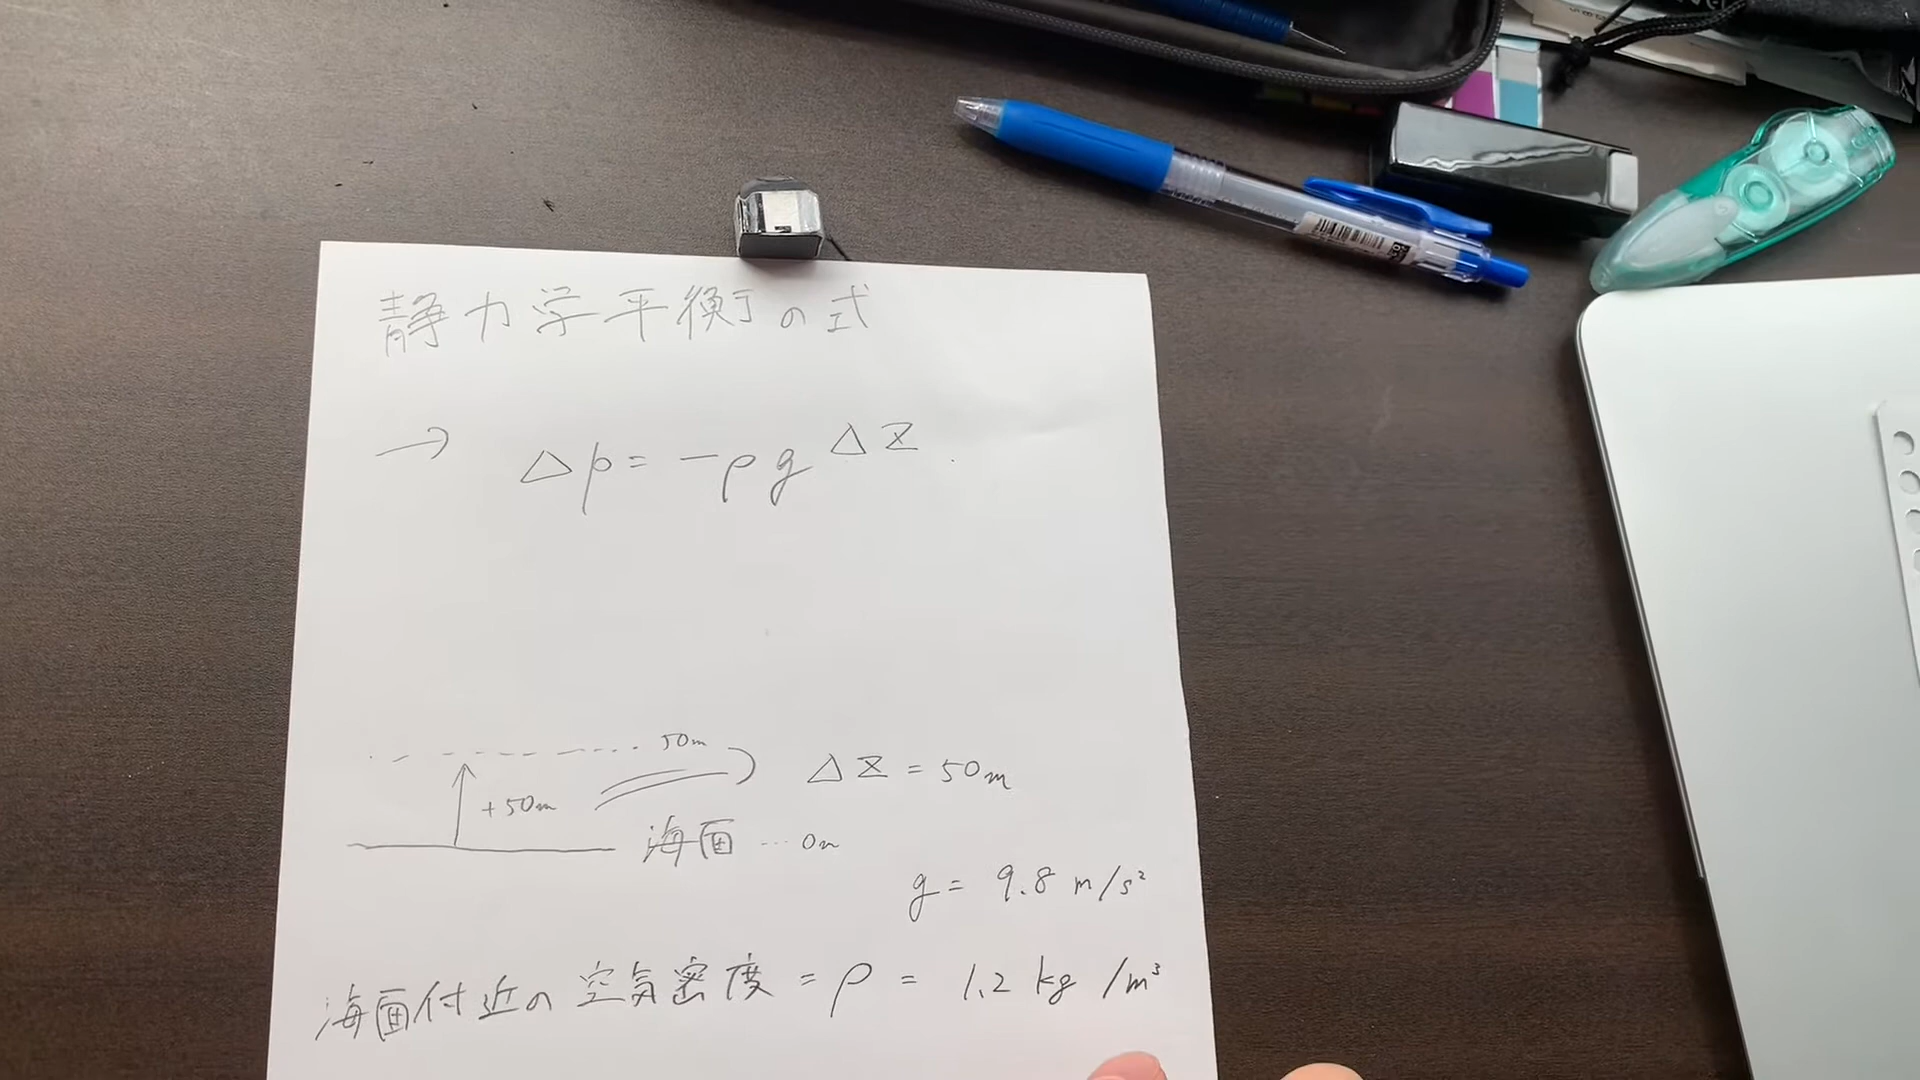 静力学平衡の式
→ Δp = -ρg ΔZ.
50m
+50m
ΔZ = 50m
海面 … 0m
g = 9.8 m/s²
海面付近の空気密度 = ρ = 1.2 kg/m³